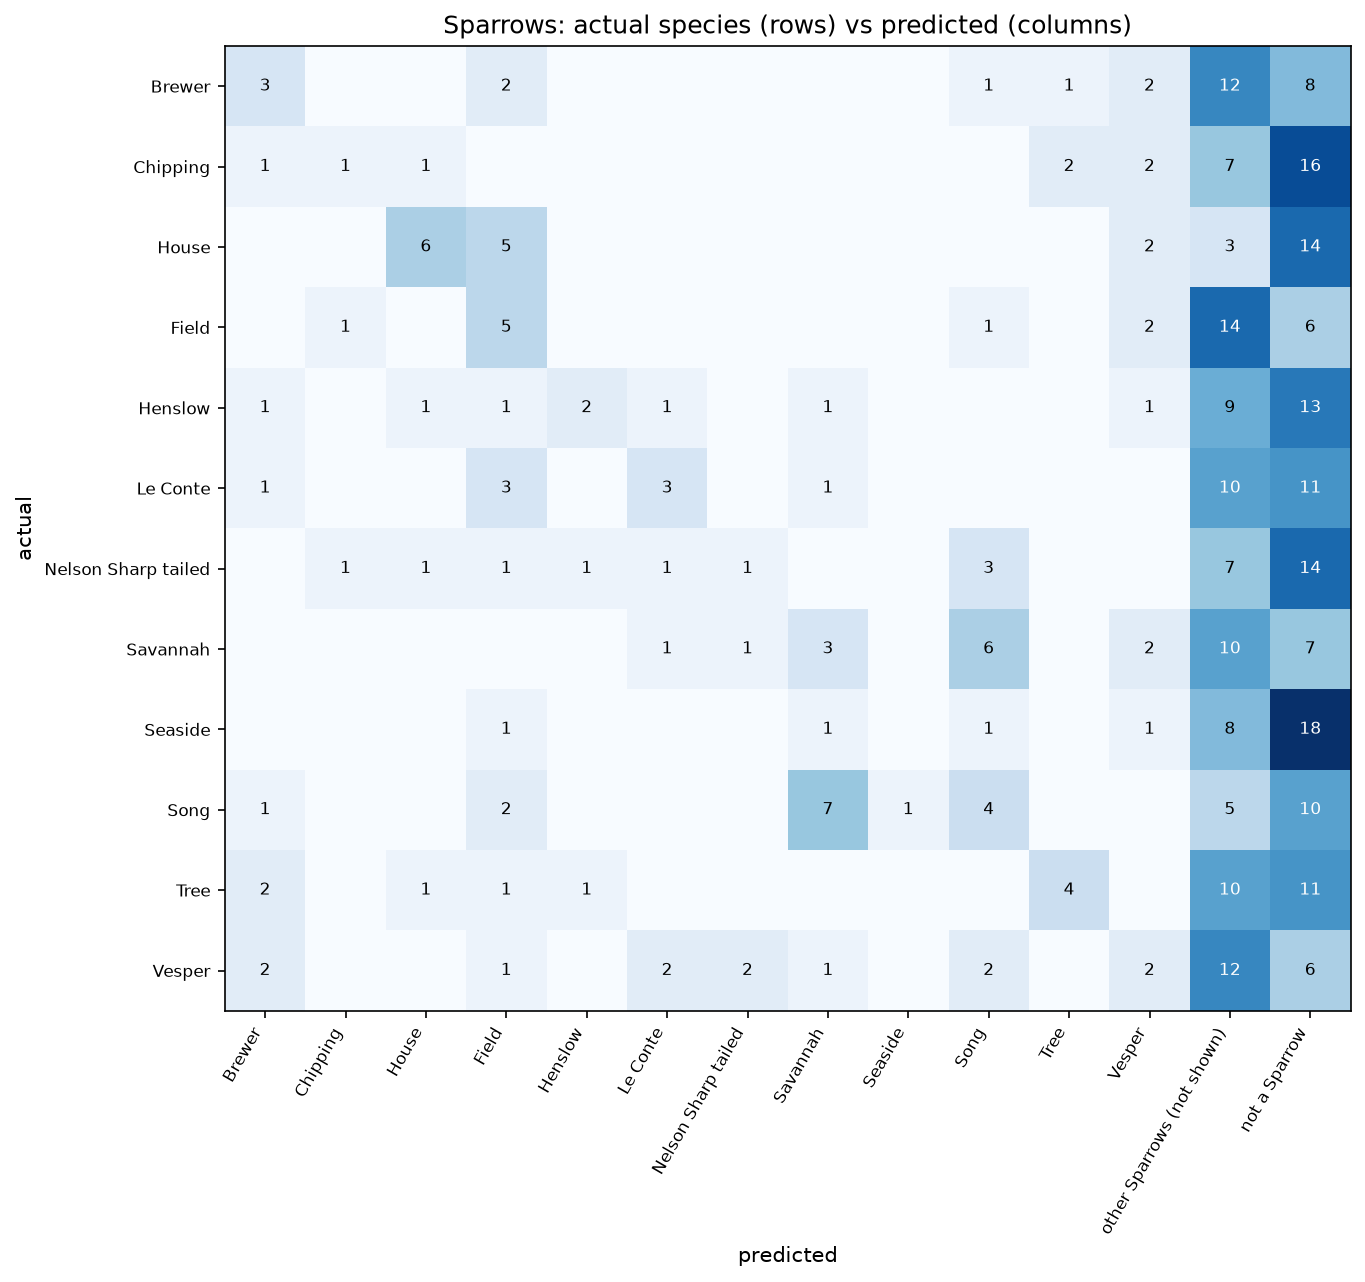 Sparrows: actual species (rows) vs predicted (columns)
Brewer 3 2 1 1 2 12 8
Chipping 1 1 1 2 2 7 16
House 6 5 2 3 14
Field 1 5 1 2 14 6
Henslow 1 1 1 2 1 1 1 9 13
Le Conte 1 3 3 1 10 11
Nelson Sharp tailed 1 1 1 1 1 1 3 7 14
Savannah 1 1 3 6 2 10 7
Seaside 1 1 1 1 8 18
Song 1 2 7 1 4 5 10
Tree 2 1 1 1 4 10 11
Vesper 2 1 2 2 1 2 2 12 6
actual
Brewer
Chipping
House
Field
Henslow
Le Conte
Nelson Sharp tailed
Savannah
Seaside
Song
Tree
Vesper
other Sparrows (not shown)
not a Sparrow
predicted